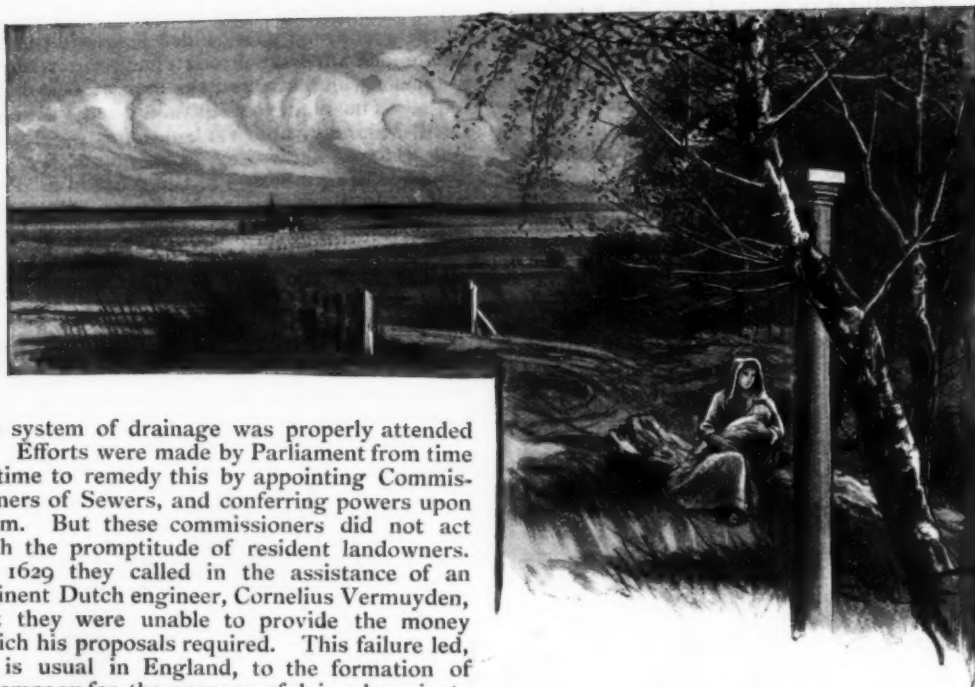 system of drainage was properly attended
Efforts were made by Parliament from time
time to remedy this by appointing Commis-
ners of Sewers, and conferring powers upon
m. But these commissioners did not act
h the promptitude of resident landowners.
1629 they called in the assistance of an
inent Dutch engineer, Cornelius Vermuyden,
they were unable to provide the money
ich his proposals required. This failure led,
is usual in England, to the formation of